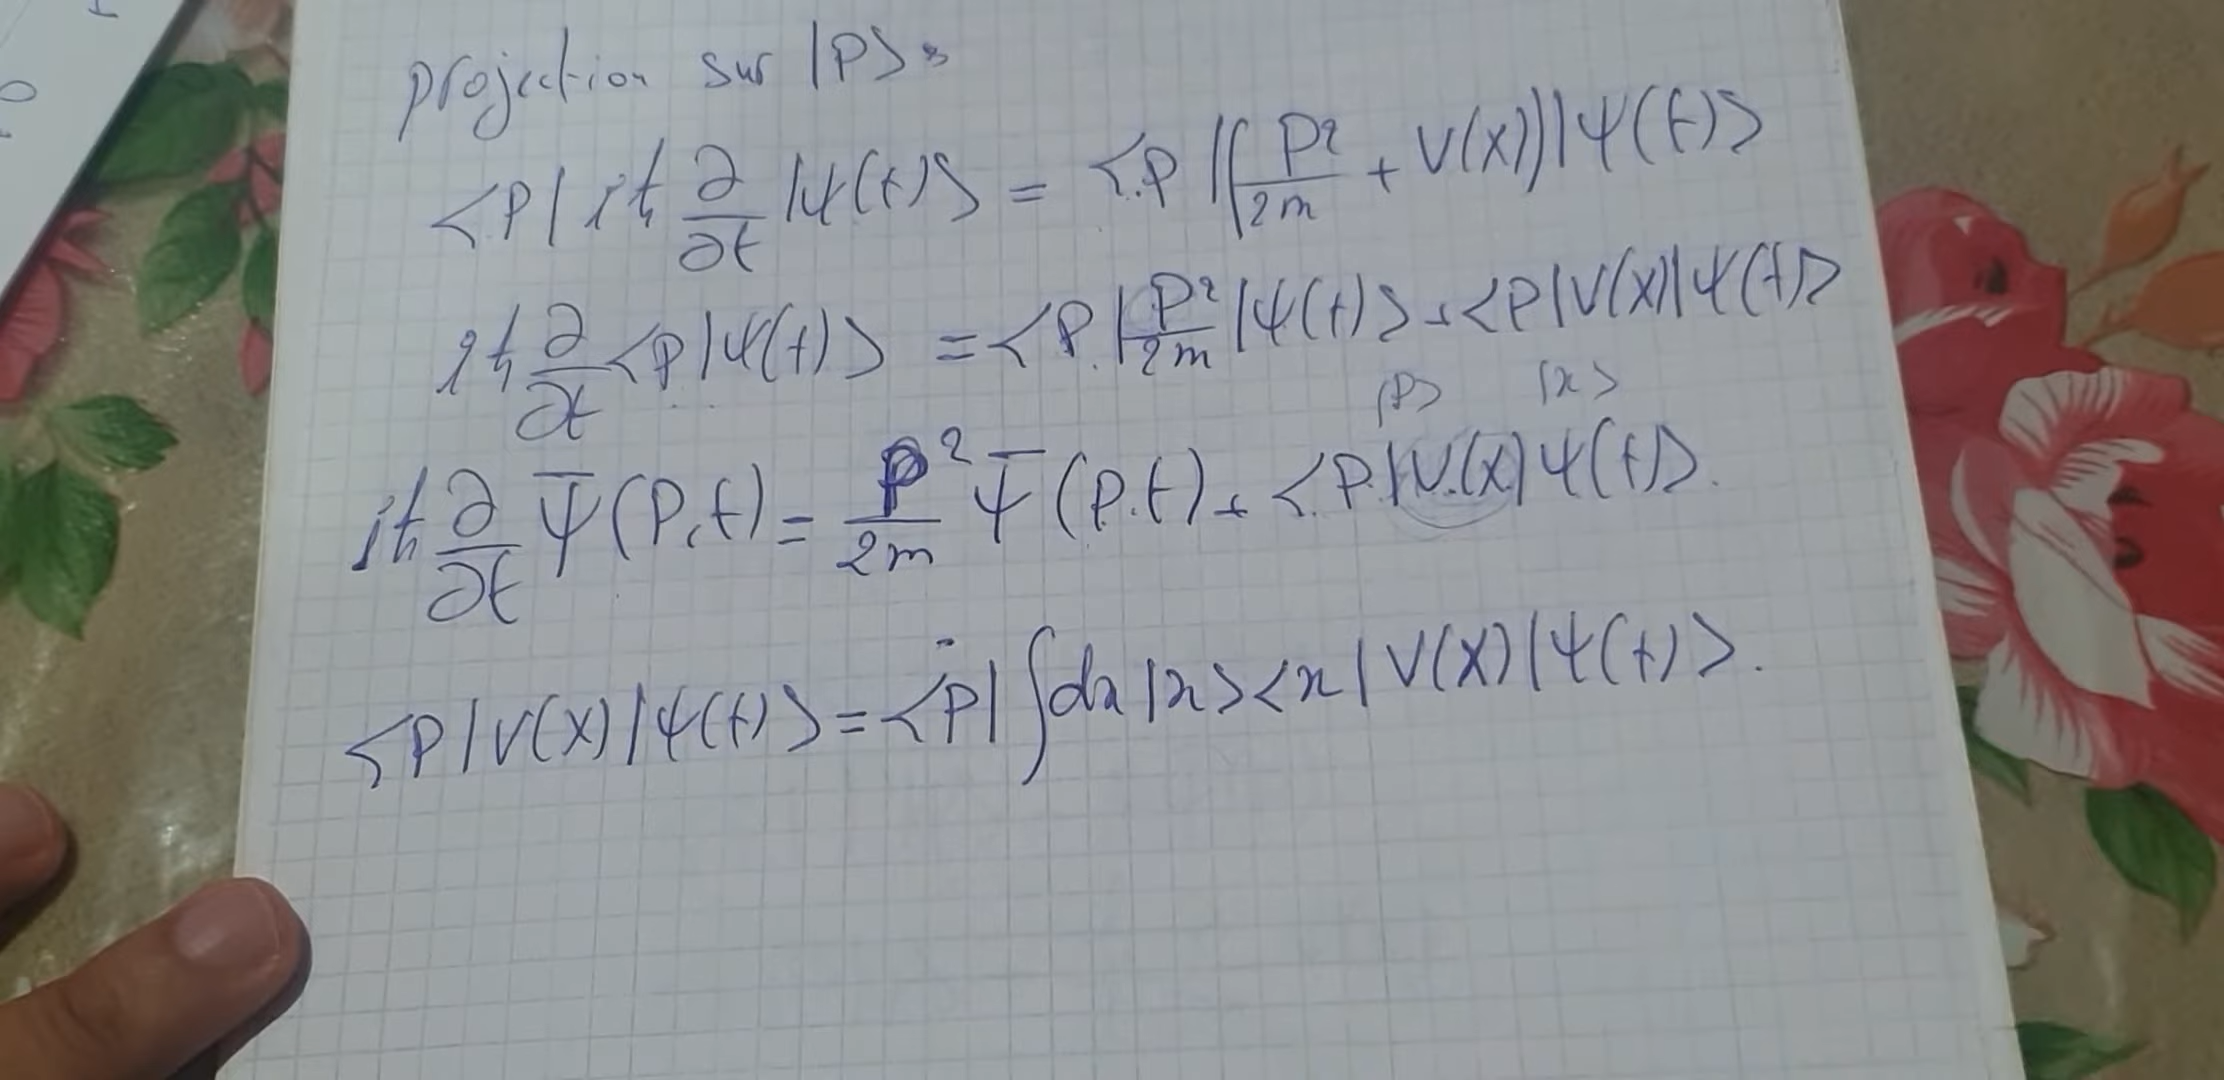 projection sur |P>:
<P| iħ ∂/∂t |ψ(t)> = <P|(P²/2m + V(X))|ψ(t)>
iħ ∂/∂t <P|ψ(t)> = <P|P²/2m|ψ(t)> + <P|V(X)|ψ(t)>
|P> |x>
iħ ∂/∂t ψ̄(P,t) = P²/2m ψ̄(P.t) + <P|V(X)|ψ(t)>.
<P|V(X)|ψ(t)> = <P| ∫dx |x><x|V(X)|ψ(t)>.